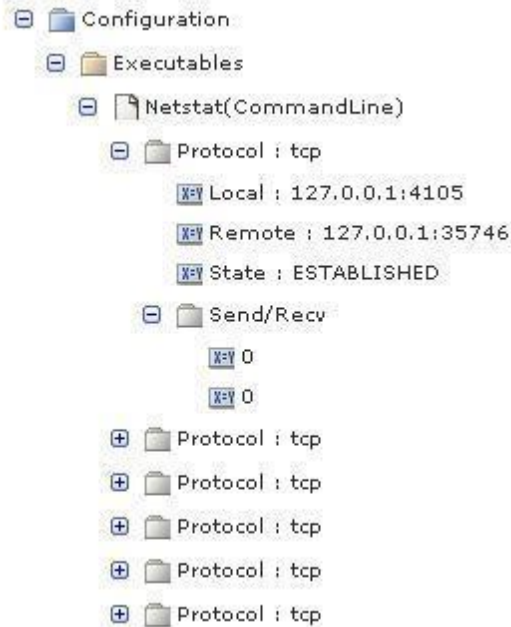 Configuration
Executables
Netstat(CommandLine)
Protocol : tcp
X=Y Local : 127.0.0.1:4105
X=Y Remote : 127.0.0.1:35746
X=Y State : ESTABLISHED
Send/Recv
X=Y 0
X=Y 0
Protocol : tcp
Protocol : tcp
Protocol : tcp
Protocol : tcp
Protocol : tcp